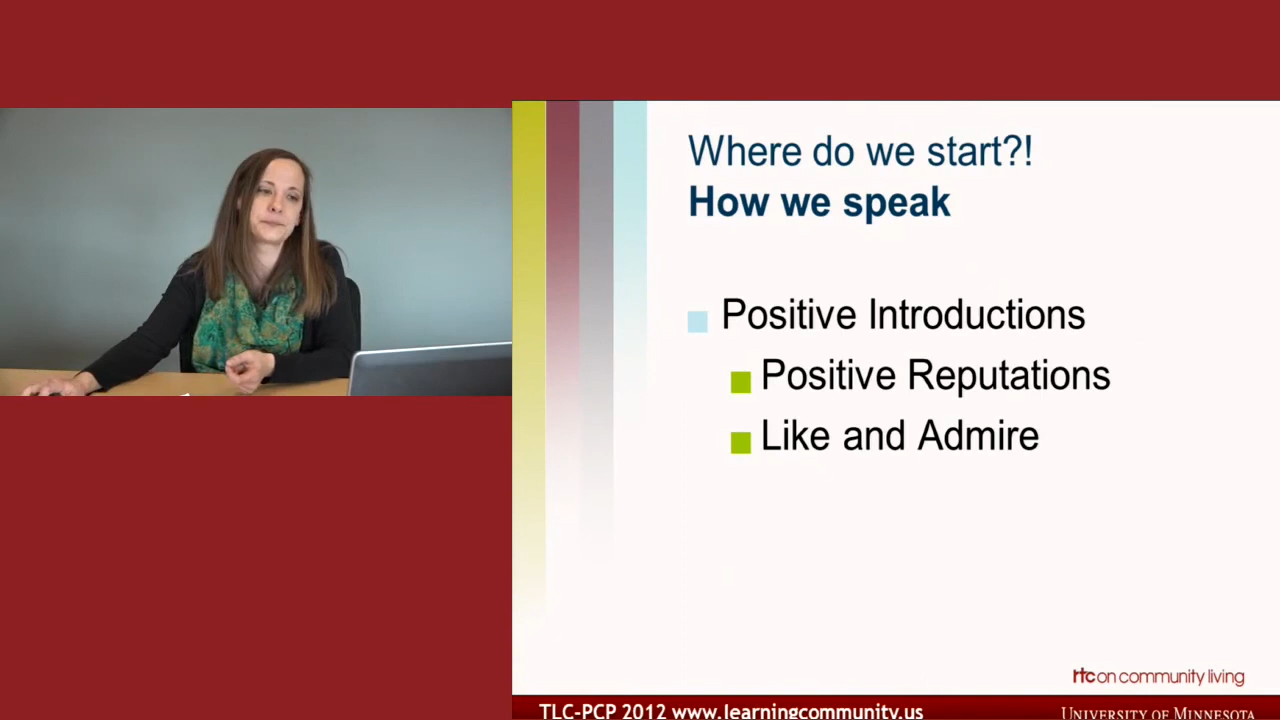 Where do we start?!
How we speak
Positive Introductions
Positive Reputations
Like and Admire
rtc on community living
TLC-PCP 2012 www.learningcommunity.us
UNIVERSITY OF MINNESOTA